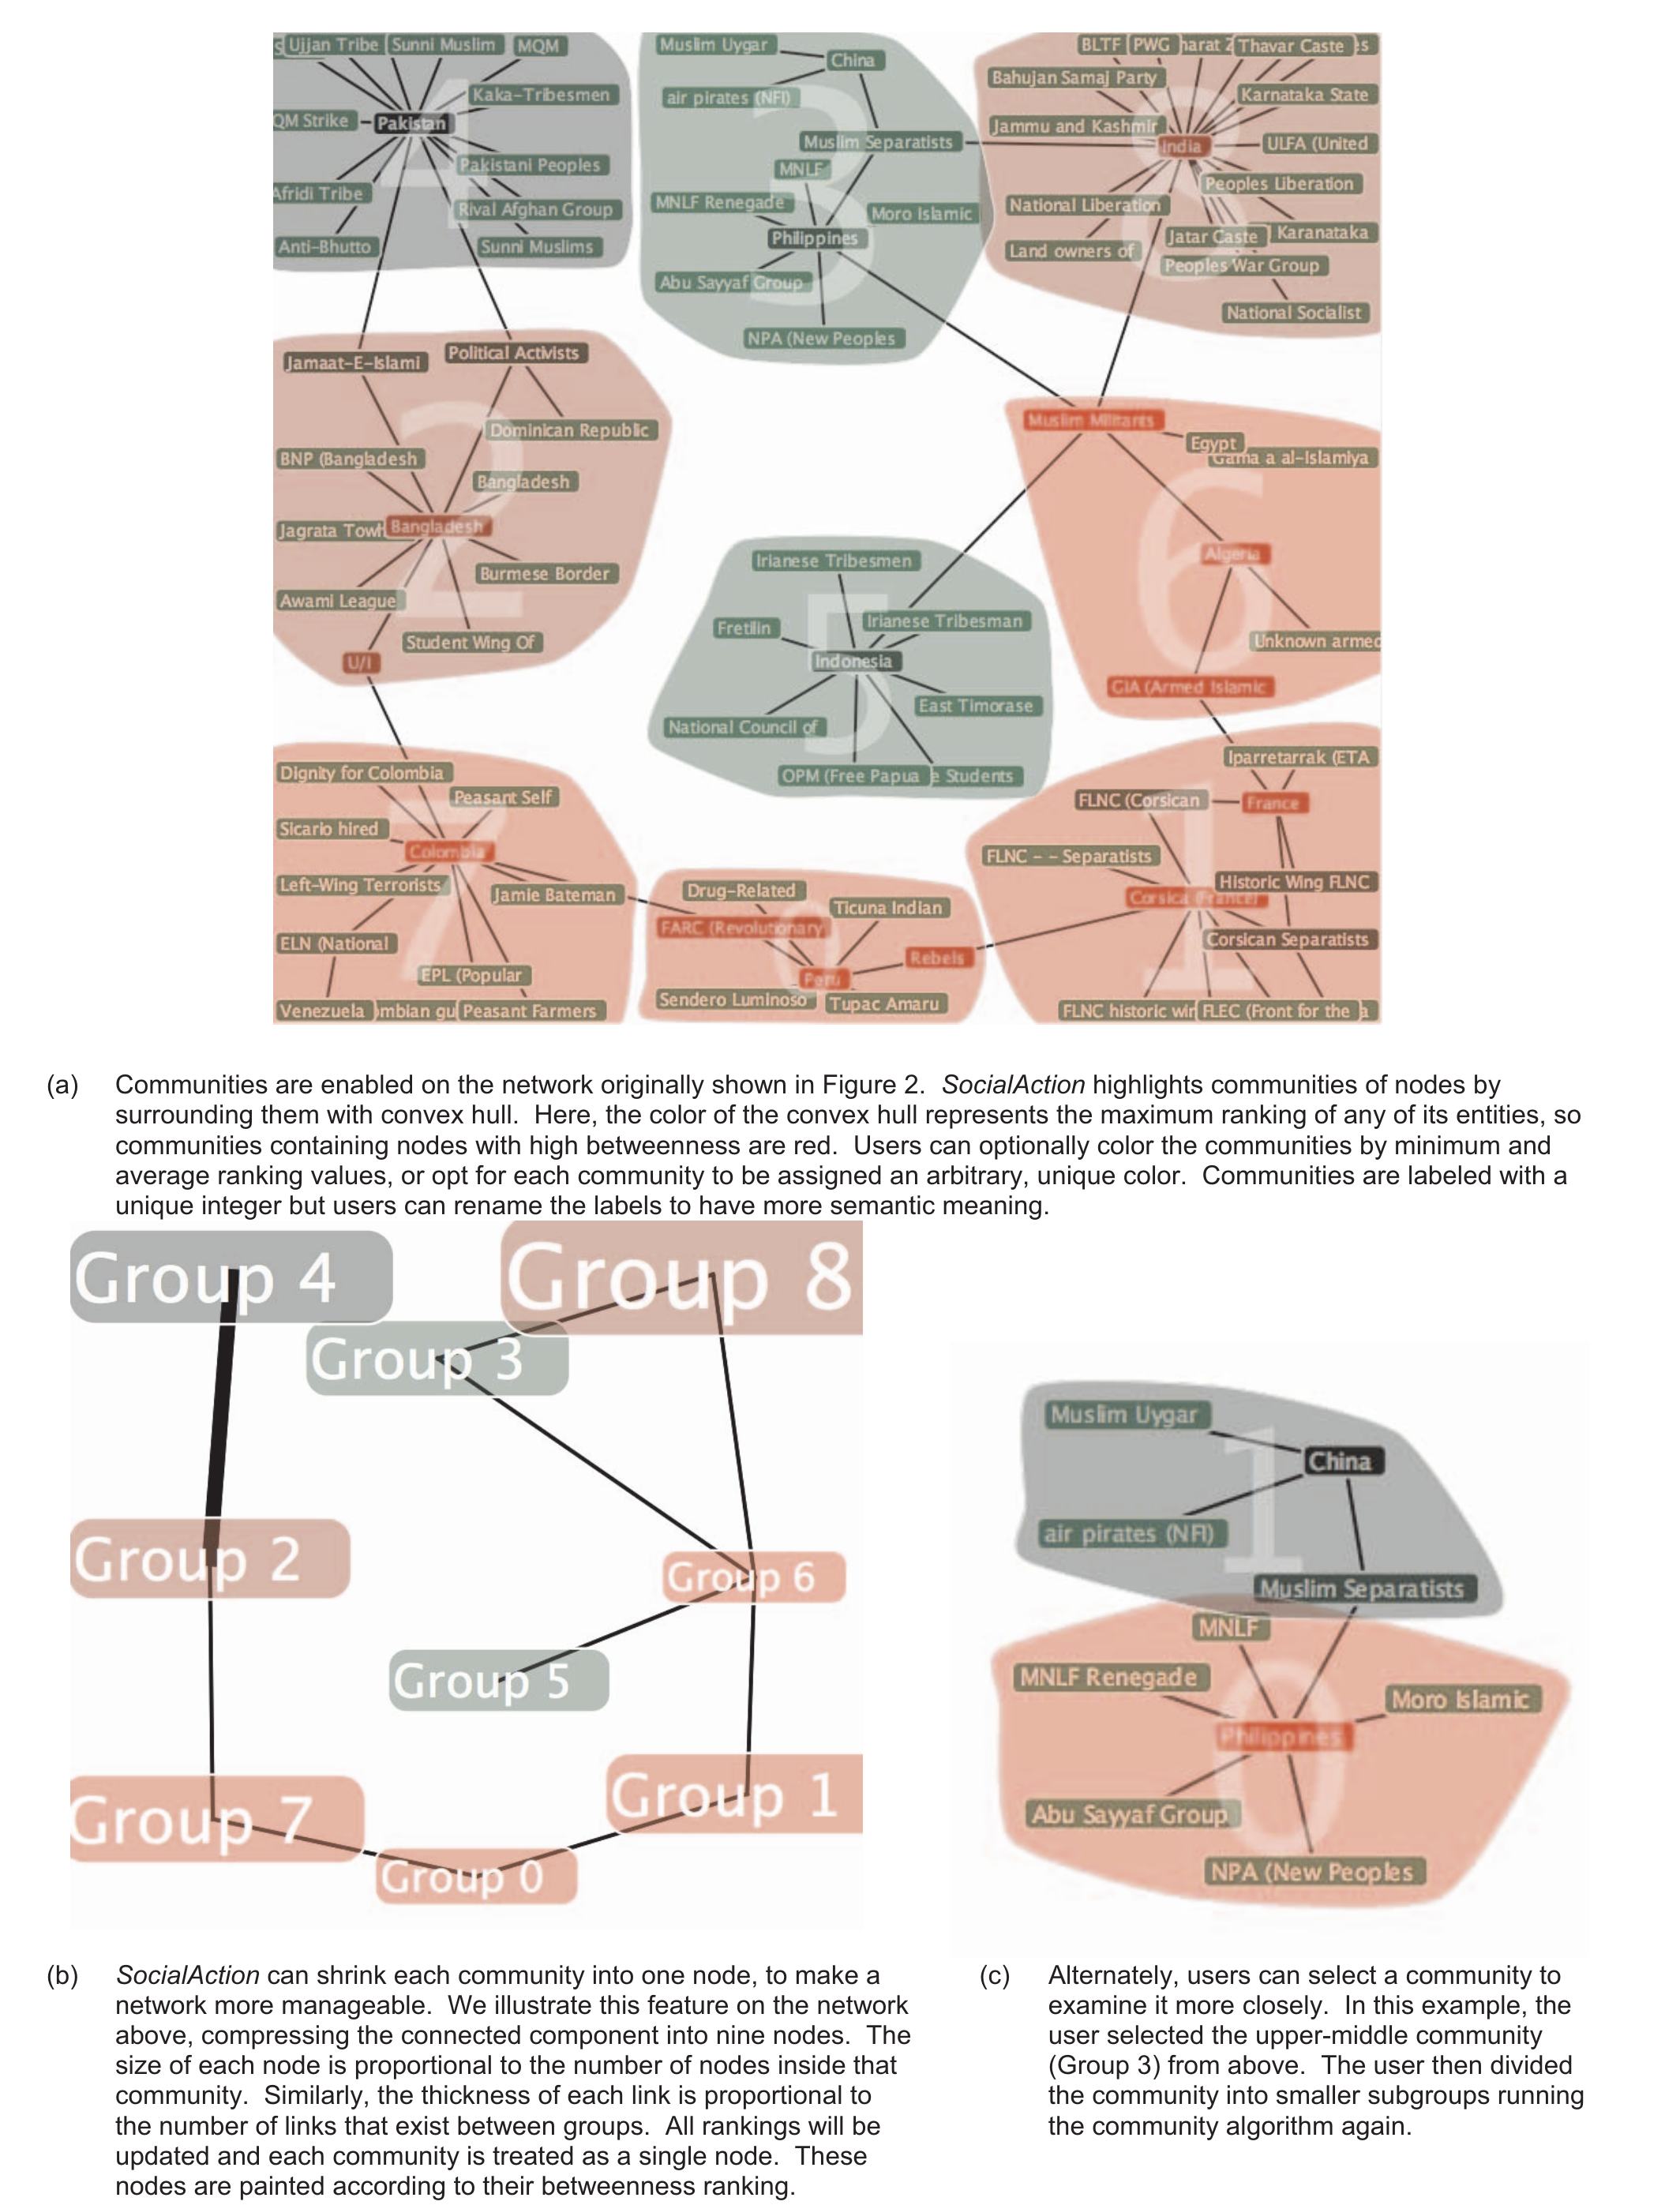 Ujjan Tribe
Sunni Muslim
MQM
Kaka-Tribesmen
QM Strike
Pakistan
Pakistani Peoples
Afridi Tribe
Rival Afghan Group
Anti-Bhutto
Sunni Muslims
4
Muslim Uygar
China
air pirates (NFI)
Muslim Separatists
MNLF
MNLF Renegade
Moro Islamic
Philippines
Abu Sayyaf Group
NPA (New Peoples
3
BLTF
PWG
Thavar Caste
Bahujan Samaj Party
Karnataka State
Jammu and Kashmir
India
ULFA (United
Peoples Liberation
National Liberation
Jatar Caste
Karanataka
Land owners of
Peoples War Group
National Socialist
8
Jamaat-E-Islami
Political Activists
Dominican Republic
BNP (Bangladesh
Bangladesh
Jagrata
Bangladesh
Burmese Border
Awami League
Student Wing Of
U/I
2
Muslim Militants
Egypt
Gama a al-Islamiya
Algeria
Unknown armed
GIA (Armed Islamic
6
Irianese Tribesmen
Fretilin
Irianese Tribesman
Indonesia
East Timorase
National Council of
OPM (Free Papua
e Students
5
Dignity for Colombia
Peasant Self
Sicario hired
Colombia
Left-Wing Terrorists
Jamie Bateman
ELN (National
EPL (Popular
Venezuela
mbian gu
Peasant Farmers
7
Drug-Related
Ticuna Indian
FARC (Revolutionary
Rebels
Peru
Sendero Luminoso
Tupac Amaru
0
Iparretarrak (ETA
FLNC (Corsican
France
FLNC - - Separatists
Historic Wing FLNC
Corsica (France)
Corsican Separatists
FLNC historic
FLEC (Front for the
1
(a) Communities are enabled on the network originally shown in Figure 2. SocialAction highlights communities of nodes by
surrounding them with convex hull. Here, the color of the convex hull represents the maximum ranking of any of its entities, so
communities containing nodes with high betweenness are red. Users can optionally color the communities by minimum and
average ranking values, or opt for each community to be assigned an arbitrary, unique color. Communities are labeled with a
unique integer but users can rename the labels to have more semantic meaning.
Group 4
Group 8
Group 3
Group 2
Group 6
Group 5
Group 7
Group 1
Group 0
Muslim Uygar
China
air pirates (NFI)
Muslim Separatists
1
MNLF
MNLF Renegade
Moro Islamic
Philippines
Abu Sayyaf Group
NPA (New Peoples
0
(b) SocialAction can shrink each community into one node, to make a
network more manageable. We illustrate this feature on the network
above, compressing the connected component into nine nodes. The
size of each node is proportional to the number of nodes inside that
community. Similarly, the thickness of each link is proportional to
the number of links that exist between groups. All rankings will be
updated and each community is treated as a single node. These
nodes are painted according to their betweenness ranking.
(c) Alternately, users can select a community to
examine it more closely. In this example, the
user selected the upper-middle community
(Group 3) from above. The user then divided
the community into smaller subgroups running
the community algorithm again.